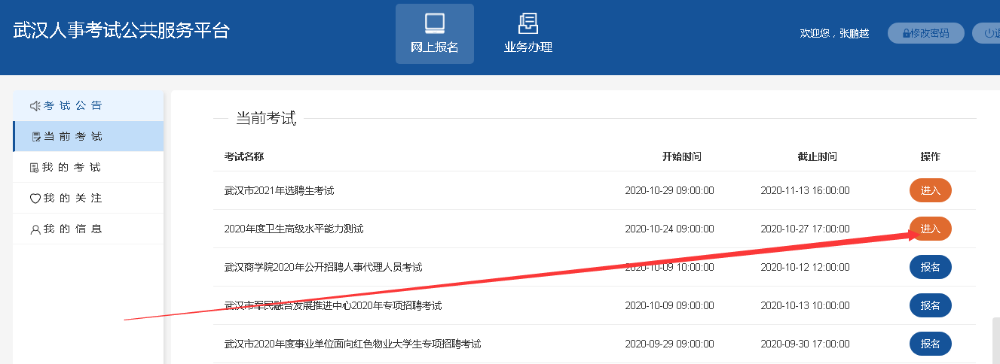 武汉人事考试公共服务平台
网上报名
业务办理
欢迎您，张鹏越
修改密码
考试公告
当前考试
我的考试
我的关注
我的信息
当前考试
考试名称 开始时间 截止时间 操作
武汉市2021年选聘生考试 2020-10-29 09:00:00 2020-11-13 16:00:00 进入
2020年度卫生高级水平能力测试 2020-10-24 09:00:00 2020-10-27 17:00:00 进入
武汉商学院2020年公开招聘人事代理人员考试 2020-10-09 10:00:00 2020-10-12 12:00:00 报名
武汉市军民融合发展推进中心2020年专项招聘考试 2020-10-09 09:00:00 2020-10-13 10:00:00 报名
武汉市2020年度事业单位面向红色物业大学生专项招聘考试 2020-09-29 09:00:00 2020-09-30 17:00:00 报名